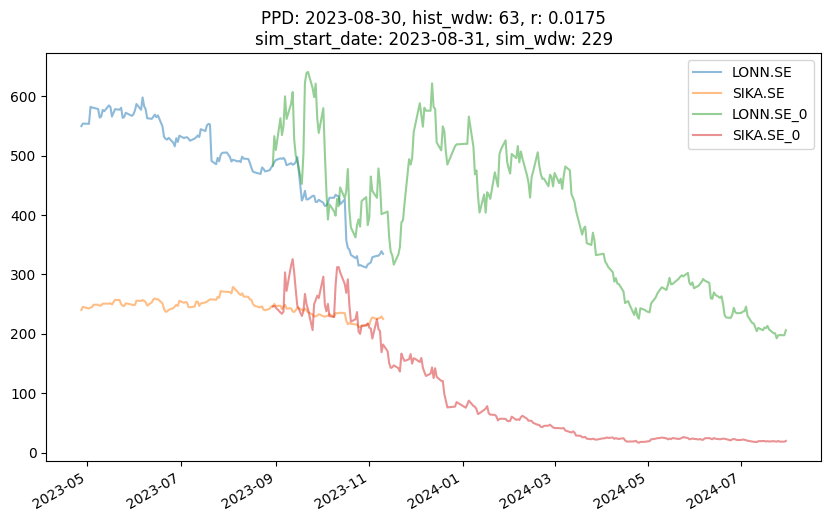 PPD: 2023-08-30, hist_wdw: 63, r: 0.0175
sim_start_date: 2023-08-31, sim_wdw: 229
LONN.SE
SIKA.SE
LONN.SE_0
SIKA.SE_0
600
500
400
300
200
100
0
2023-05
2023-07
2023-09
2023-11
2024-01
2024-03
2024-05
2024-07